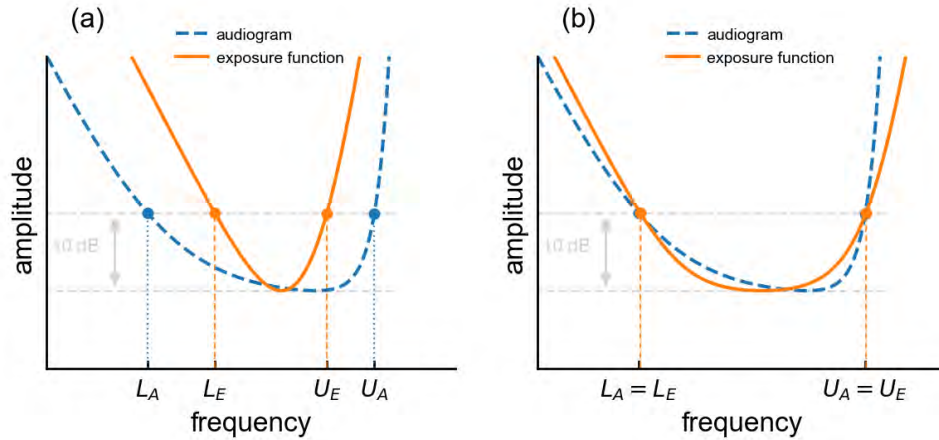 (a)
audiogram
exposure function
amplitude
10 dB
L_A
L_E
U_E
U_A
frequency
(b)
audiogram
exposure function
amplitude
10 dB
L_A = L_E
U_A = U_E
frequency